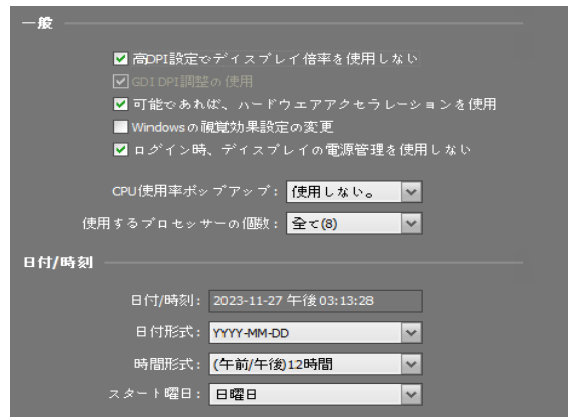 一般
高DPI設定でディスプレイ倍率を使用しない
GDI DPI調整の使用
可能であれば、ハードウエアアクセラレーションを使用
Windowsの視覚効果設定の変更
ログイン時、ディスプレイの電源管理を使用しない
CPU使用率ポップアップ: 使用しない。
使用するプロセッサーの個数: 全て(8)
日付/時刻
日付/時刻: 2023-11-27 午後 03:13:28
日付形式: YYYY-MM-DD
時間形式: (午前/午後)12時間
スタート曜日: 日曜日